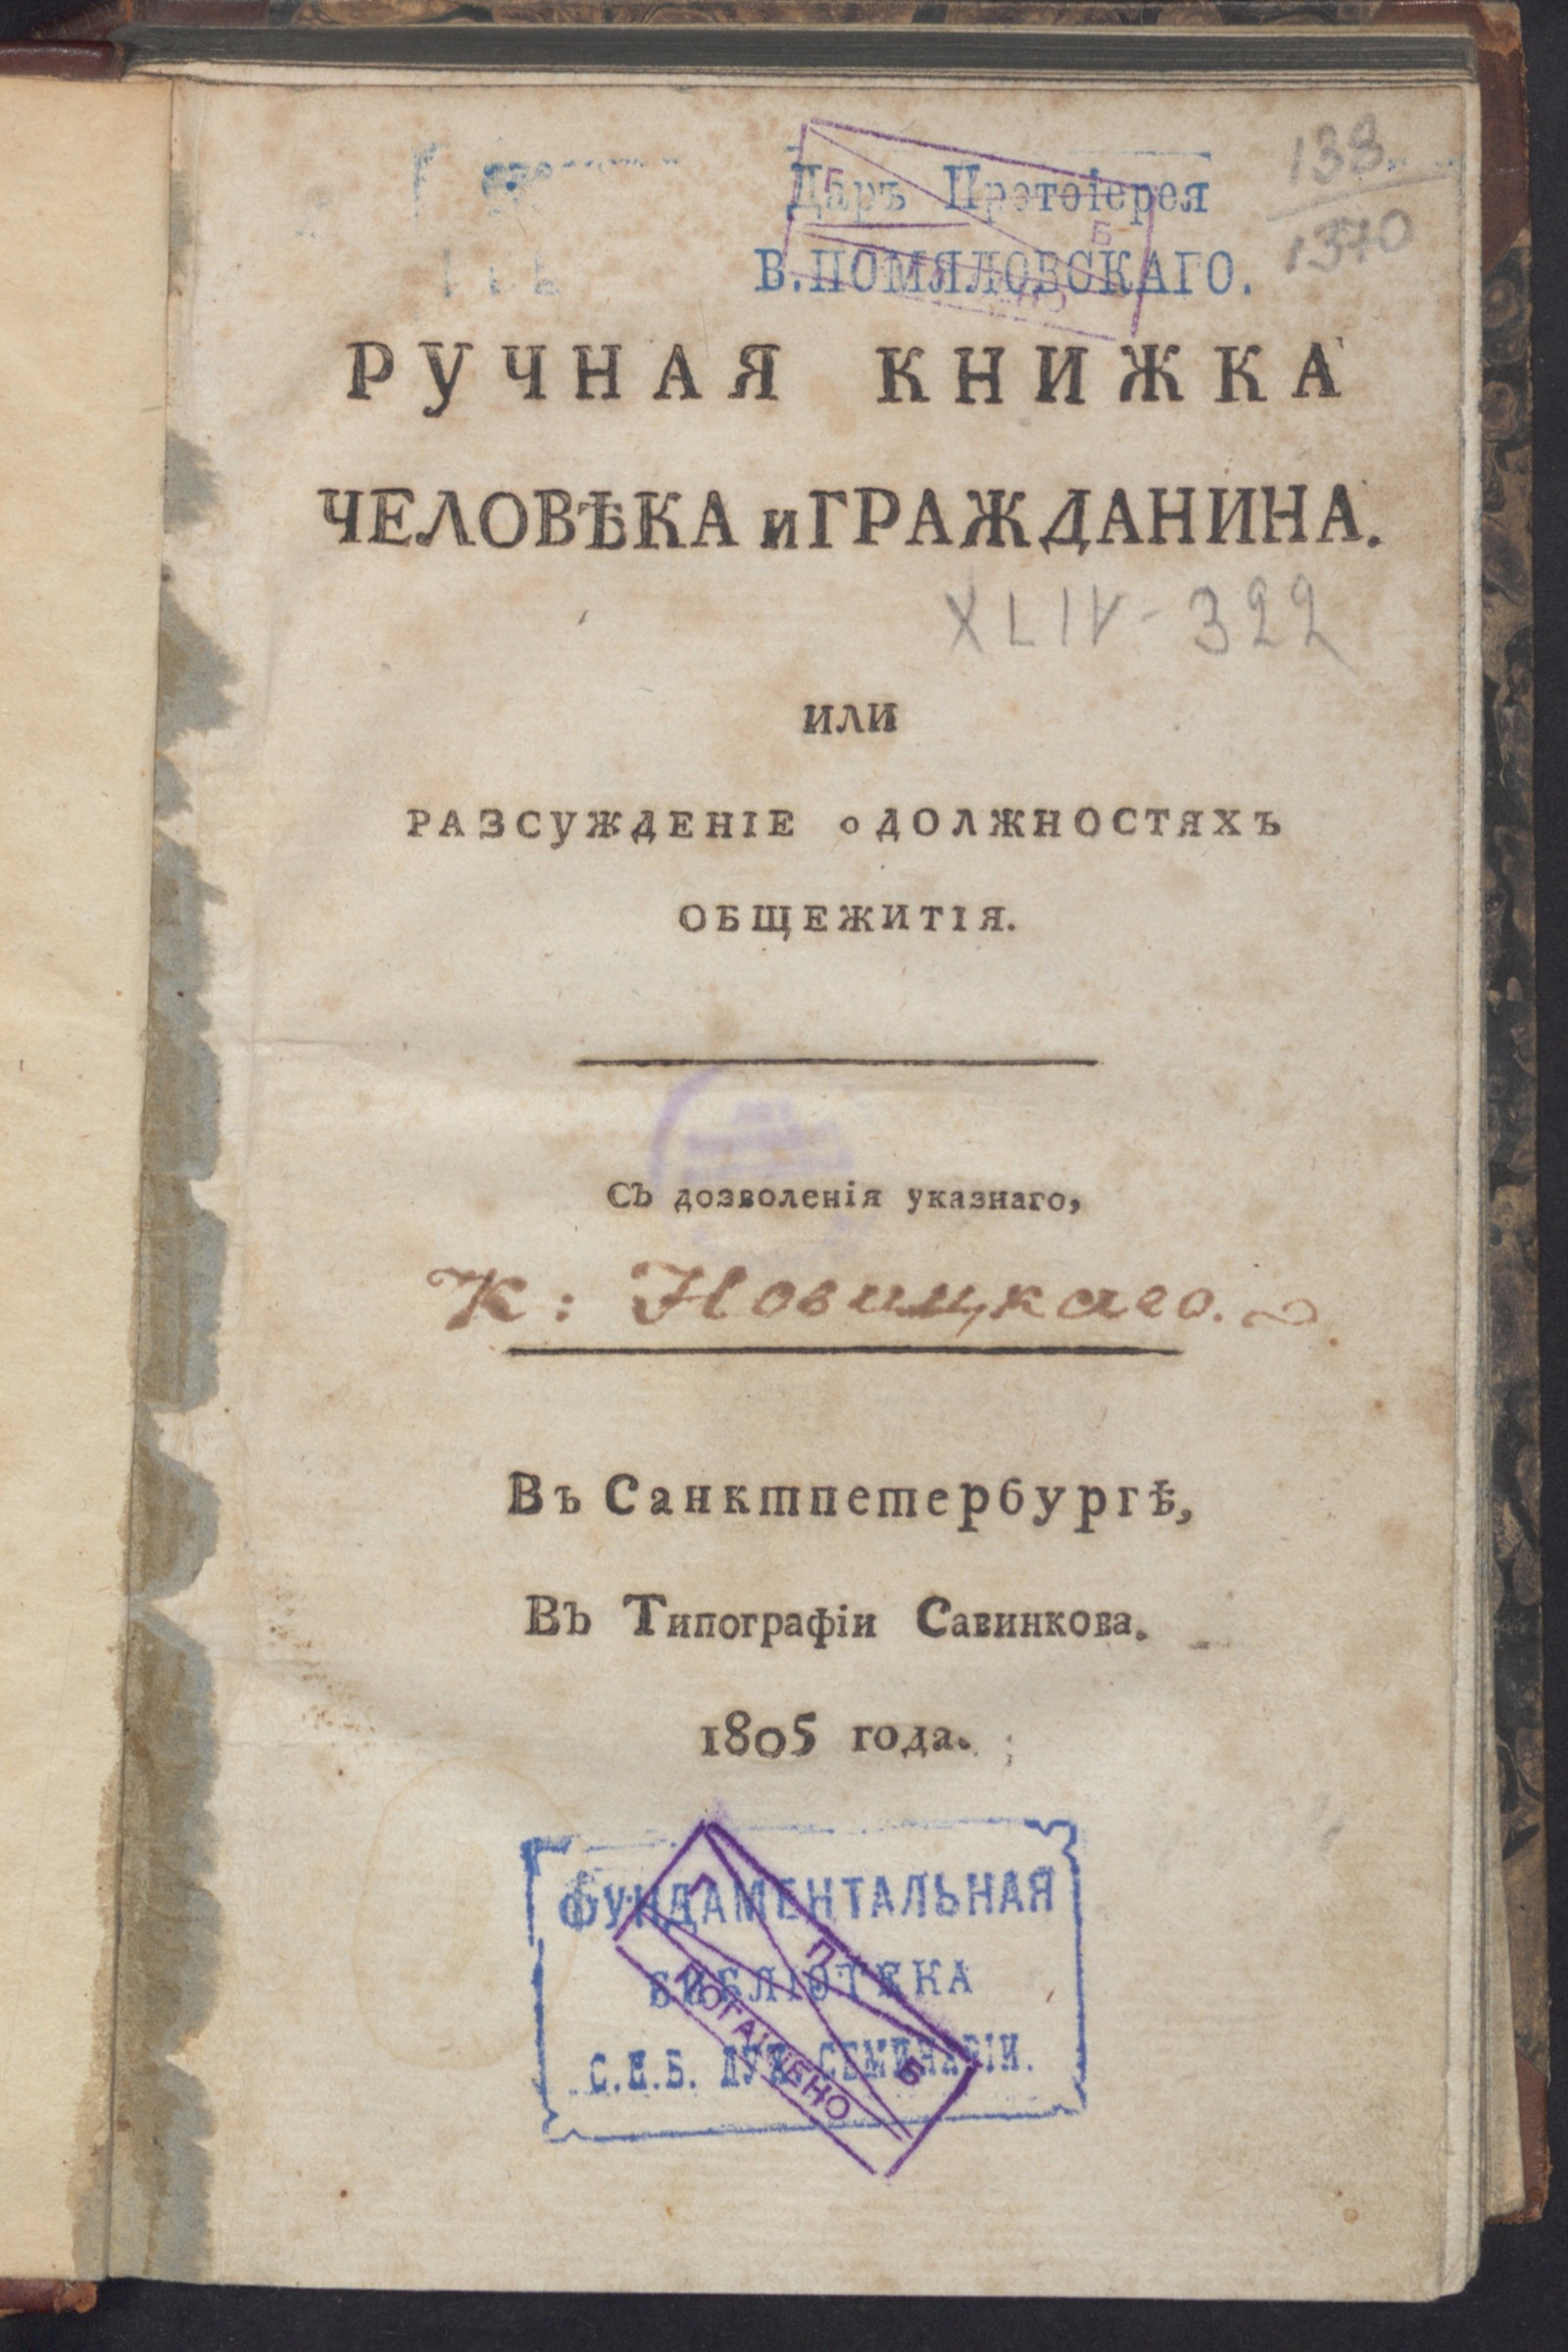 Даръ Протоіерея
В. ПОМЯЛОВСКАГО.
138
1370
РУЧНАЯ КНИЖКА
ЧЕЛОВѢКА и ГРАЖДАНИНА.
XLIV-322
ИЛИ
РАЗСУЖДЕНІЕ о ДОЛЖНОСТЯХЪ
ОБЩЕЖИТІЯ.
Съ дозволенія указнаго,
К: Новицкаго.
Въ Санктпетербургѣ,
Въ Типографіи Савинкова.
1805 года.
ФУНДАМЕНТАЛЬНАЯ
БИБЛІОТЕКА
С.П.Б. ДУХ. СЕМИНАРІИ.
Г П Б
ПОГАШЕНО